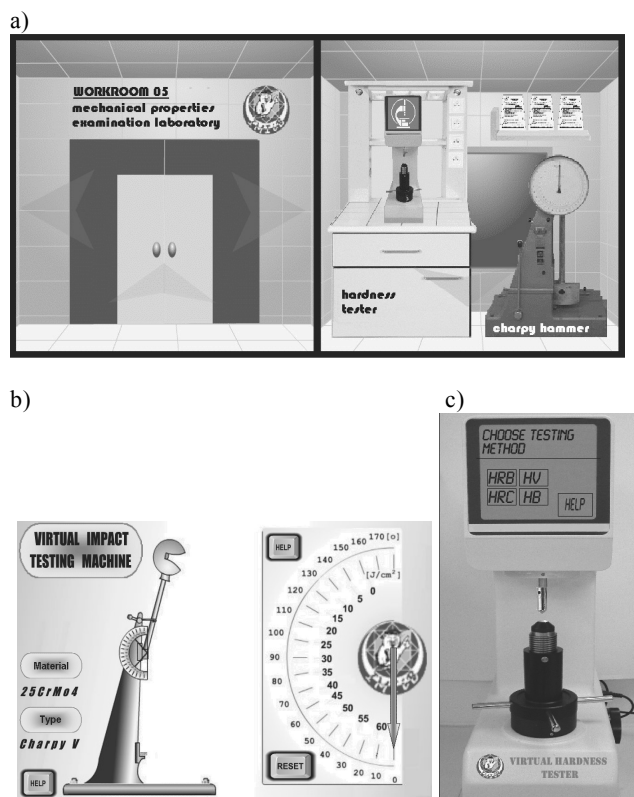 a)
WORKROOM 05
mechanical properties
examination laboratory
hardness
tester
charpy hammer
b)
VIRTUAL IMPACT
TESTING MACHINE
Material
25CrMo4
Type
Charpy V
HELP
HELP
170 [o]
160
150
140
130
120
110
100
90
80
70
60
50
40
30
20
10
0
[J/cm²]
0
5
10
15
20
25
30
35
40
45
50
55
60
RESET
c)
CHOOSE TESTING
METHOD
HRB HV
HRC HB
HELP
VIRTUAL HARDNESS
TESTER